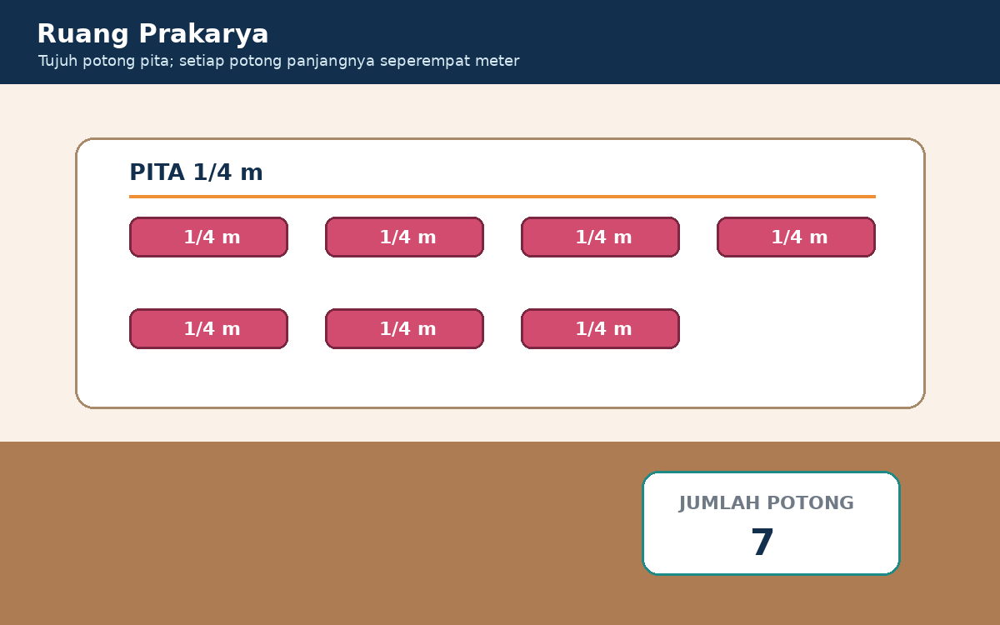 Ruang Prakarya
Tujuh potong pita; setiap potong panjangnya seperempat meter
PITA 1/4 m
1/4 m 1/4 m 1/4 m 1/4 m
1/4 m 1/4 m 1/4 m
JUMLAH POTONG
7